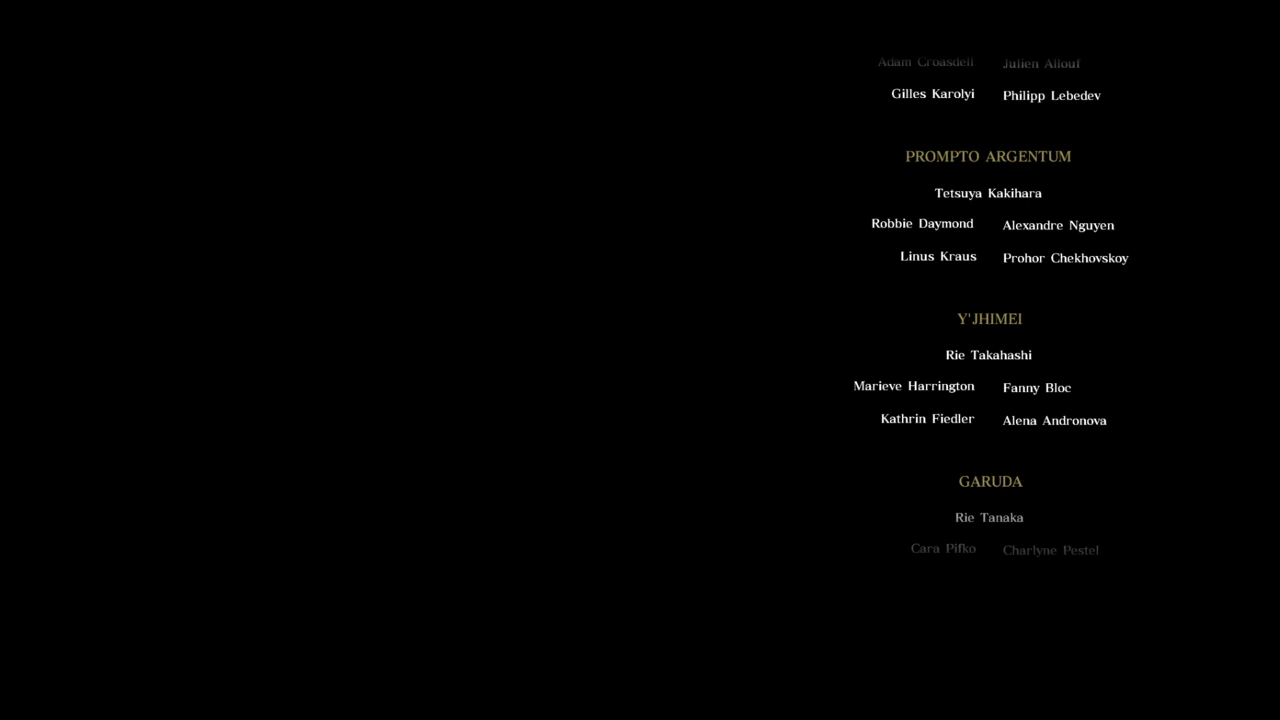 Adam Croasdell Julien Allouf
Gilles Karolyi Philipp Lebedev
PROMPTO ARGENTUM
Tetsuya Kakihara
Robbie Daymond Alexandre Nguyen
Linus Kraus Prohor Chekhovskoy
Y'JHIMEI
Rie Takahashi
Marieve Harrington Fanny Bloc
Kathrin Fiedler Alena Andronova
GARUDA
Rie Tanaka
Cara Pifko Charlyne Pestel